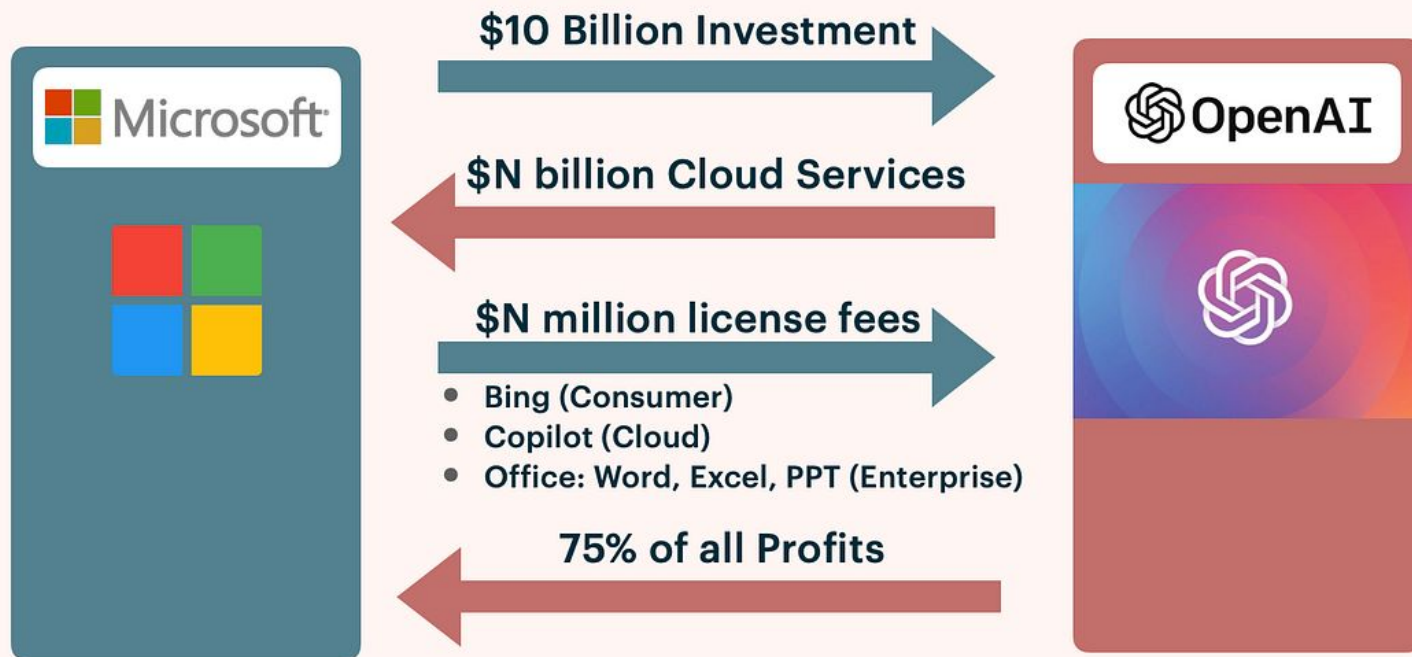 $10 Billion Investment
Microsoft
OpenAI
$N billion Cloud Services
$N million license fees
• Bing (Consumer)
• Copilot (Cloud)
• Office: Word, Excel, PPT (Enterprise)
75% of all Profits